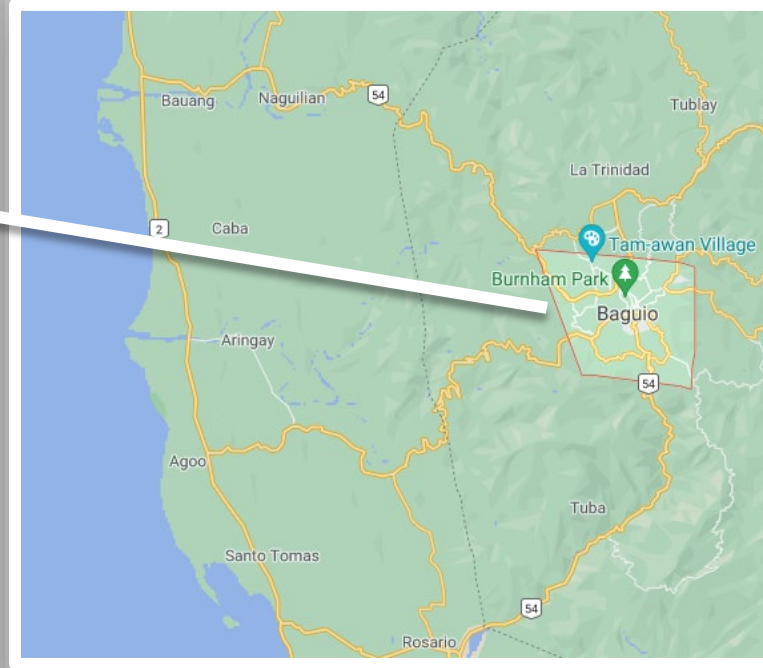 Bauang
Naguilian
54
Tublay
La Trinidad
2
Caba
Tam-awan Village
Burnham Park
Baguio
Aringay
54
Agoo
Tuba
Santo Tomas
54
Rosario